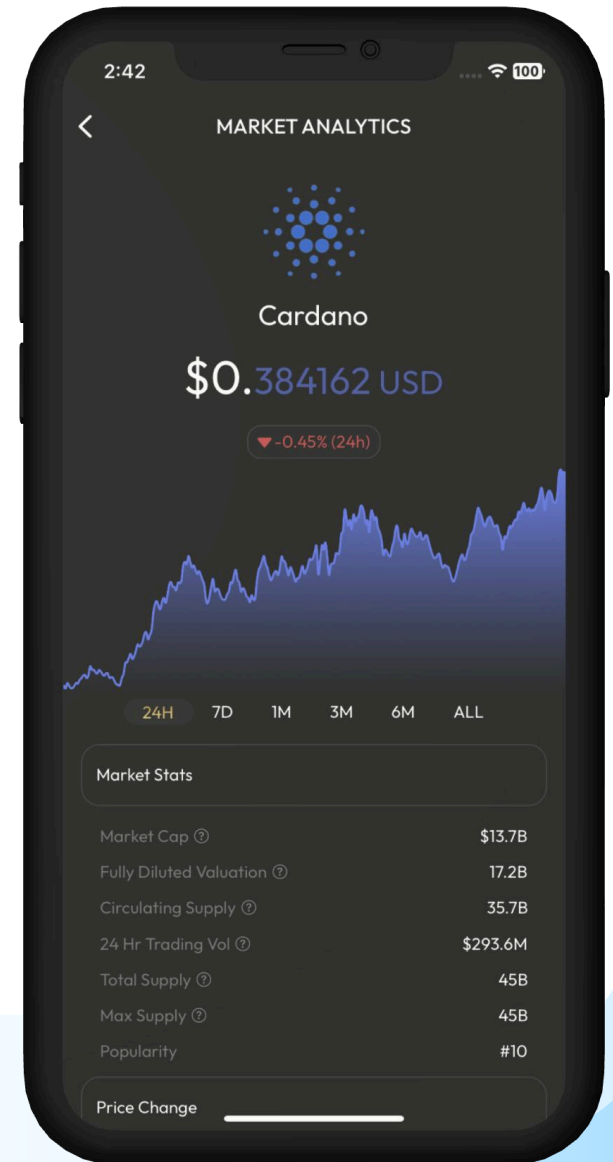 2:42
100
MARKET ANALYTICS
Cardano
$0.384162 USD
▼-0.45% (24h)
24H 7D 1M 3M 6M ALL
Market Stats
Market Cap ? $13.7B
Fully Diluted Valuation ? 17.2B
Circulating Supply ? 35.7B
24 Hr Trading Vol ? $293.6M
Total Supply ? 45B
Max Supply ? 45B
Popularity #10
Price Change